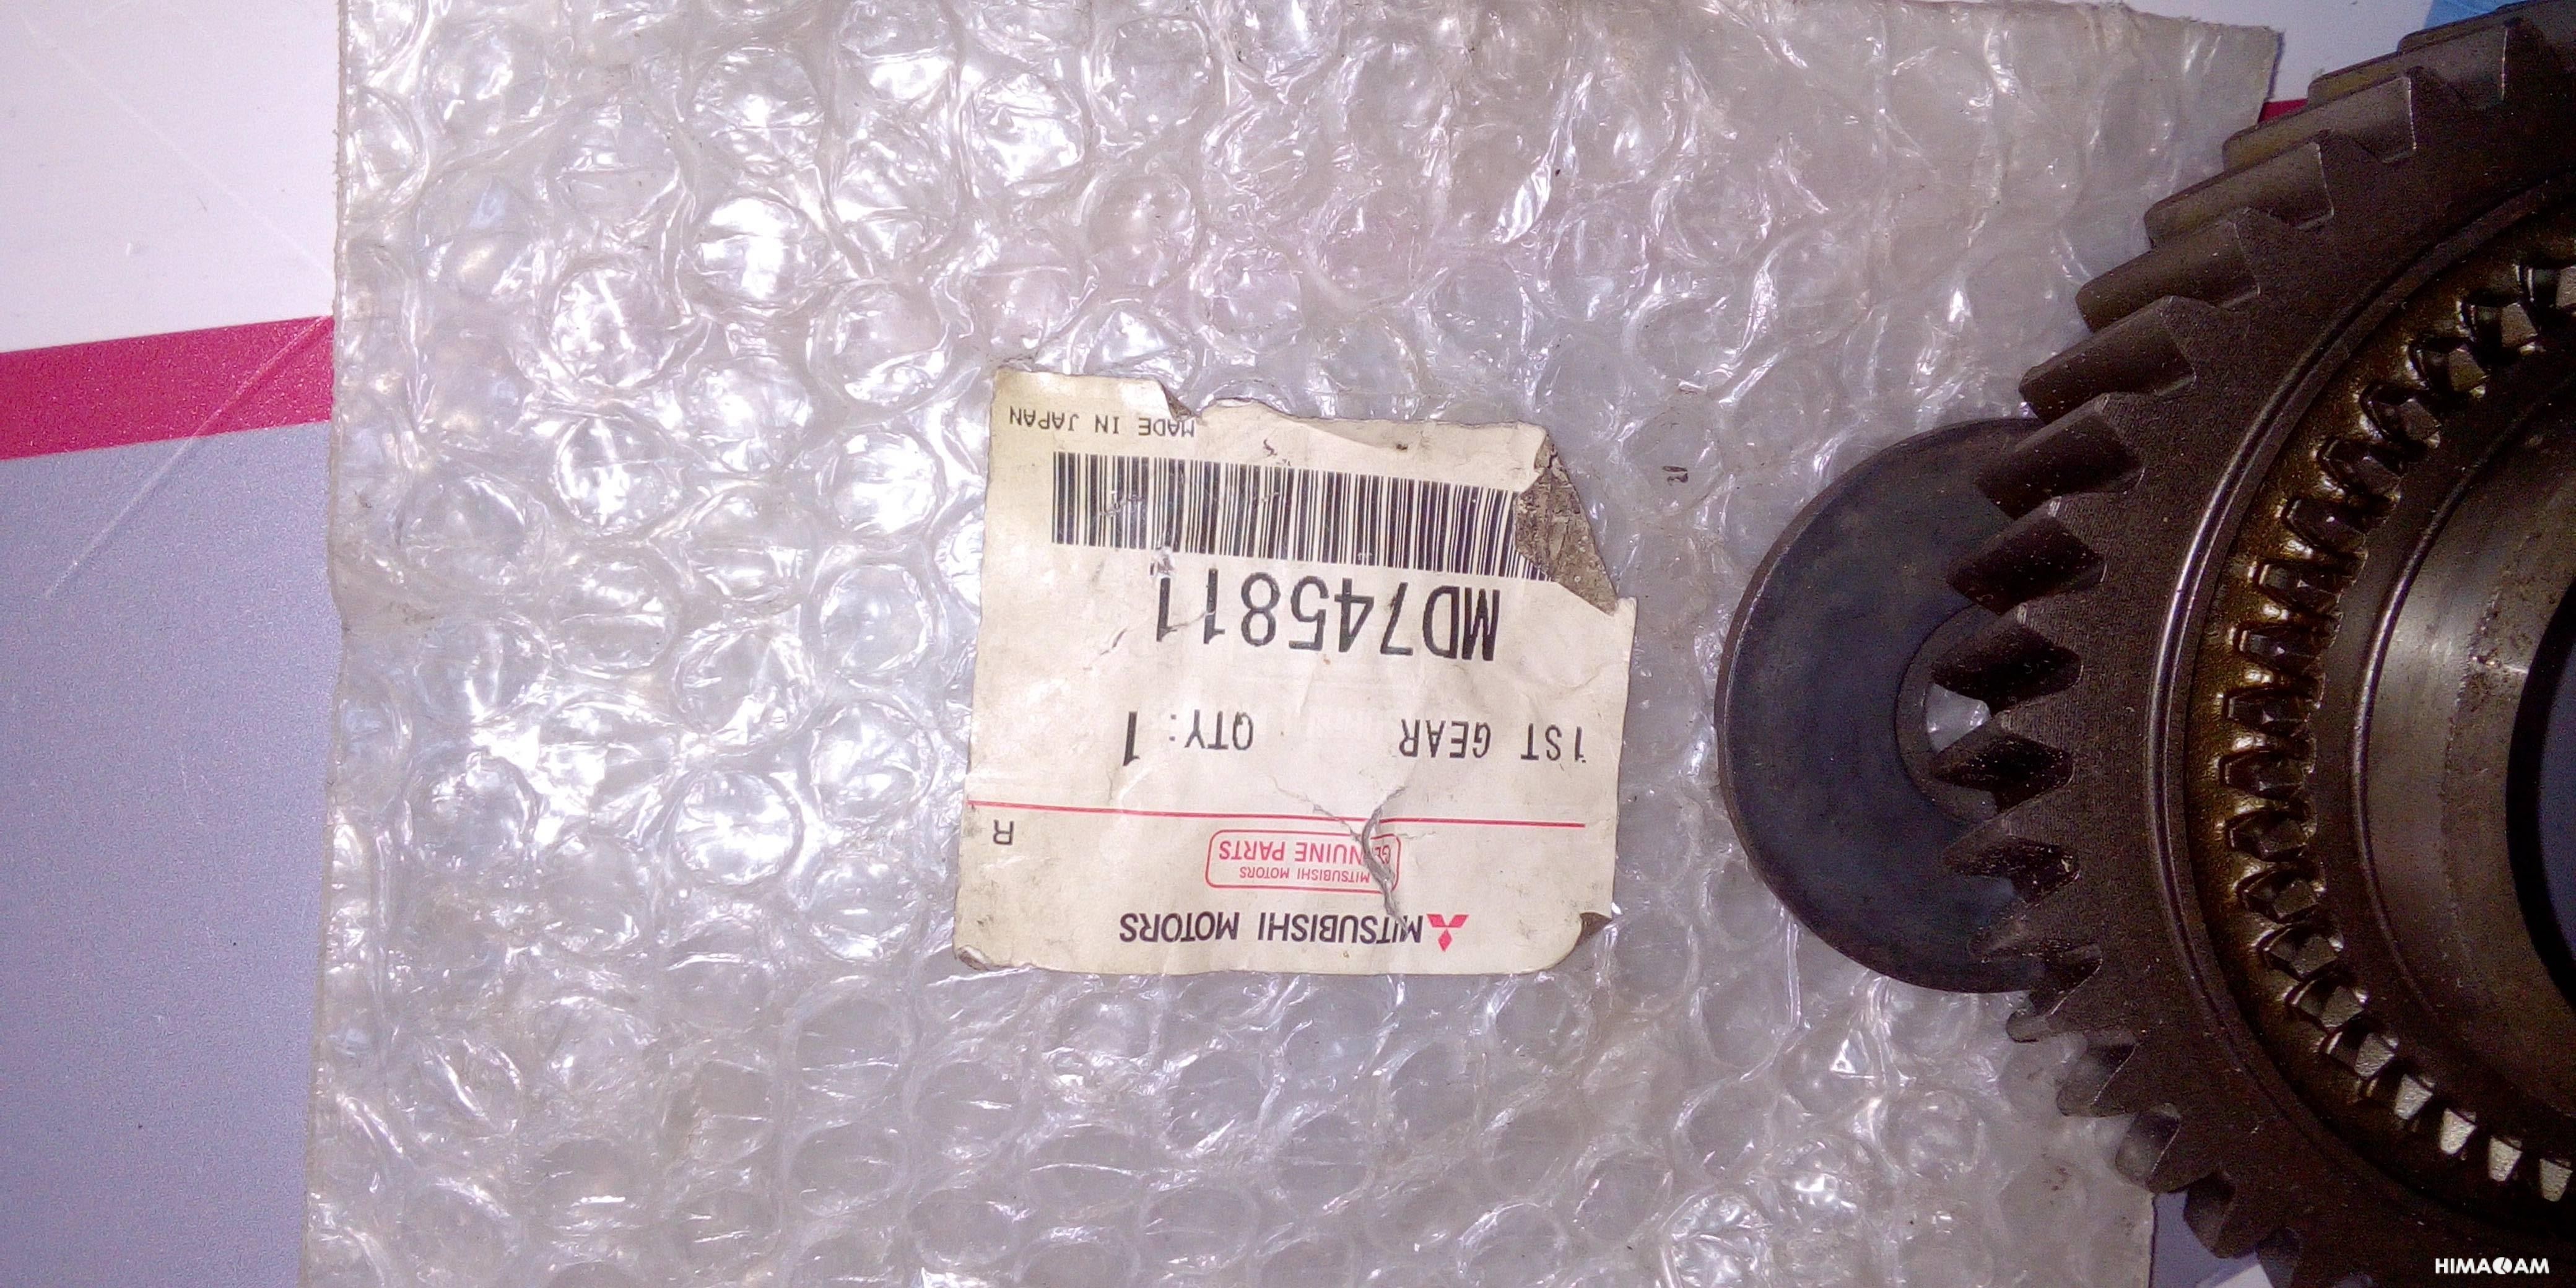 MITSUBISHI MOTORS
MITSUBISHI MOTORS
GENUINE PARTS
R
1ST GEAR QTY: 1
MD745811
MADE IN JAPAN
HIMACAM